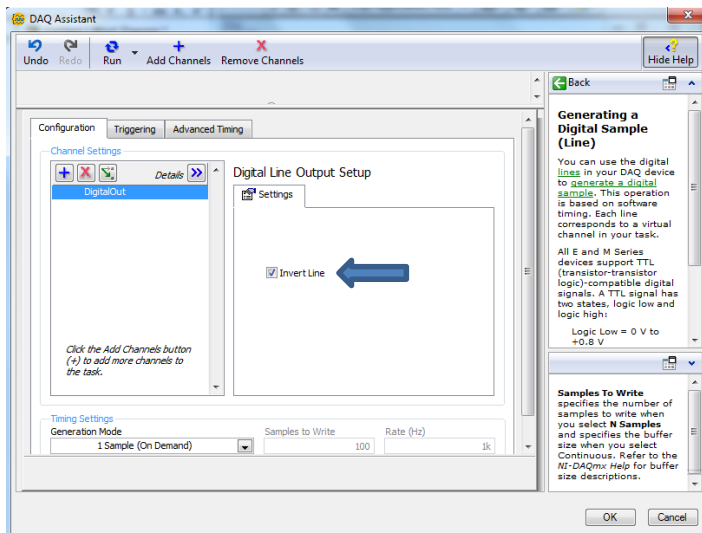 DAQ Assistant
Undo Redo Run Add Channels Remove Channels Hide Help
Configuration Triggering Advanced Timing
Channel Settings
Details
DigitalOut
Click the Add Channels button
(+) to add more channels to
the task.
Digital Line Output Setup
Settings
Invert Line
Timing Settings
Generation Mode Samples to Write Rate (Hz)
1 Sample (On Demand) 100 1k
Back
Generating a
Digital Sample
(Line)
You can use the digital
lines in your DAQ device
to generate a digital
sample. This operation
is based on software
timing. Each line
corresponds to a virtual
channel in your task.
All E and M Series
devices support TTL
(transistor-transistor
logic)-compatible digital
signals. A TTL signal has
two states, logic low and
logic high:
Logic Low = 0 V to
+0.8 V
Samples To Write
specifies the number of
samples to write when
you select N Samples
and specifies the buffer
size when you select
Continuous. Refer to the
NI-DAQmx Help for buffer
size descriptions.
OK Cancel